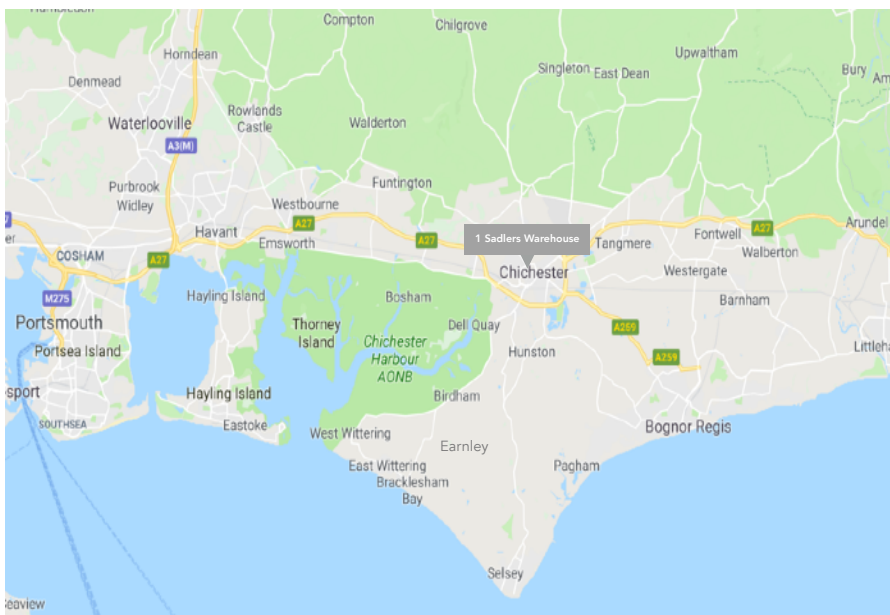 Compton
Chilgrove
Horndean
Upwaltham
Singleton
East Dean
Bury
Denmead
Rowlands
Castle
Waterlooville
Walderton
A3(M)
Funtington
Purbrook
Widley
Westbourne
A27
Havant
Emsworth
A27
1 Sadlers Warehouse
Tangmere
Fontwell
A27
Arundel
COSHAM
A27
Walberton
Chichester
Westergate
M275
Hayling Island
Bosham
Barnham
Portsmouth
Thorney
Island
Dell Quay
A259
Portsea Island
Chichester
Harbour
AONB
Hunston
A259
Hayling Island
Birdham
SOUTHSEA
Eastoke
West Wittering
Bognor Regis
Earnley
East Wittering
Pagham
Bracklesham
Bay
Selsey